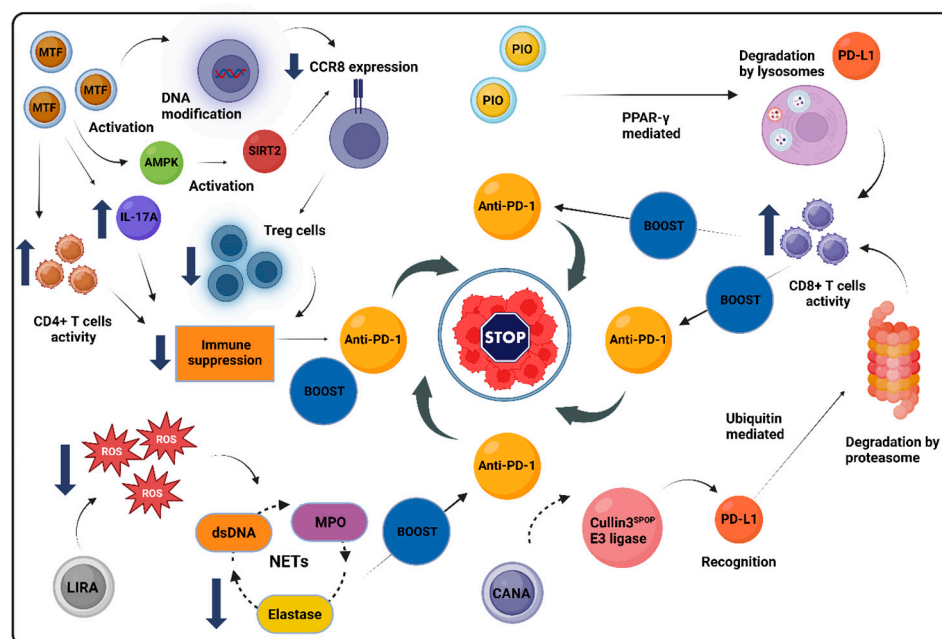 MTF
MTF
MTF
Activation
DNA
modification
CCR8 expression
AMPK
Activation
SIRT2
IL-17A
Treg cells
CD4+ T cells
activity
Immune
suppression
Anti-PD-1
BOOST
PIO
PIO
PPAR-γ
mediated
Degradation
by lysosomes
PD-L1
Anti-PD-1
BOOST
BOOST
CD8+ T cells
activity
Anti-PD-1
STOP
ROS
ROS
ROS
LIRA
dsDNA
MPO
NETs
Elastase
BOOST
Anti-PD-1
CANA
Cullin3SPOP
E3 ligase
PD-L1
Recognition
Ubiquitin
mediated
Degradation by
proteasome